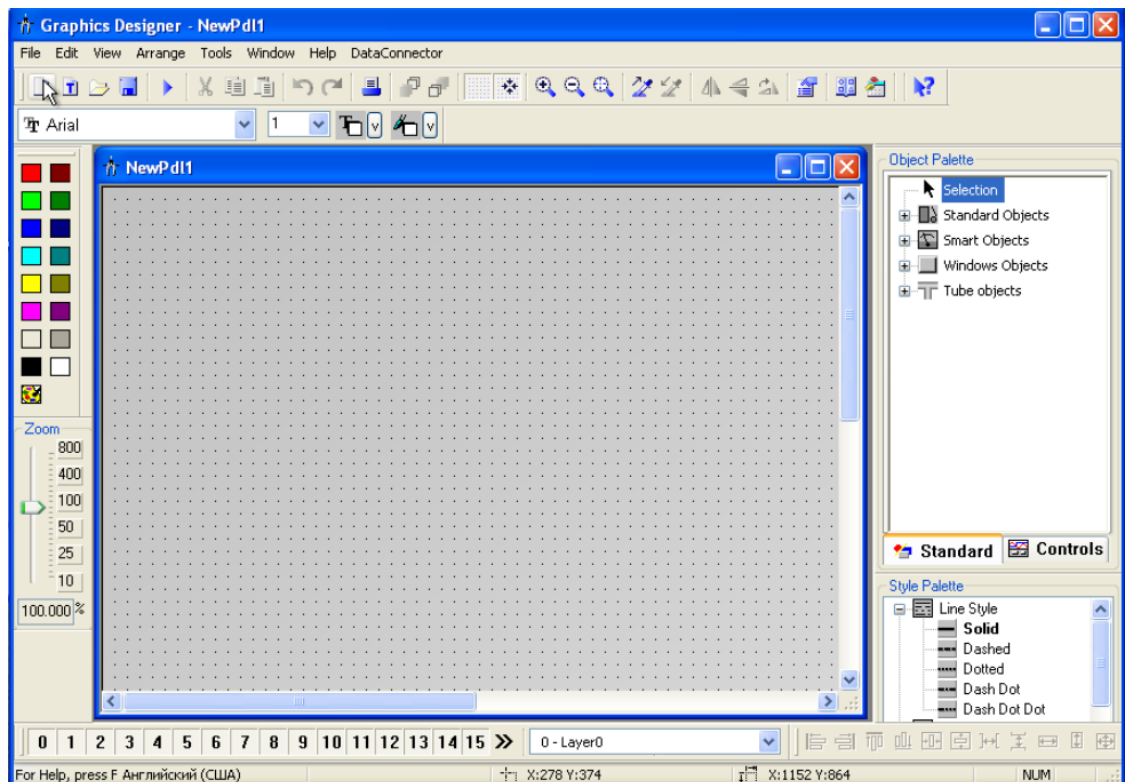 Graphics Designer - NewPdl1
File Edit View Arrange Tools Window Help DataConnector
T
Tr Arial 1
NewPdl1
Object Palette
Selection
Standard Objects
Smart Objects
Windows Objects
Tube objects
Zoom
800
400
100
50
25
10
100.000 %
Standard Controls
Style Palette
Line Style
Solid
Dashed
Dotted
Dash Dot
Dash Dot Dot
0 1 2 3 4 5 6 7 8 9 10 11 12 13 14 15 0 - Layer0
For Help, press F Английский (США) X:278 Y:374 X:1152 Y:864 NUM